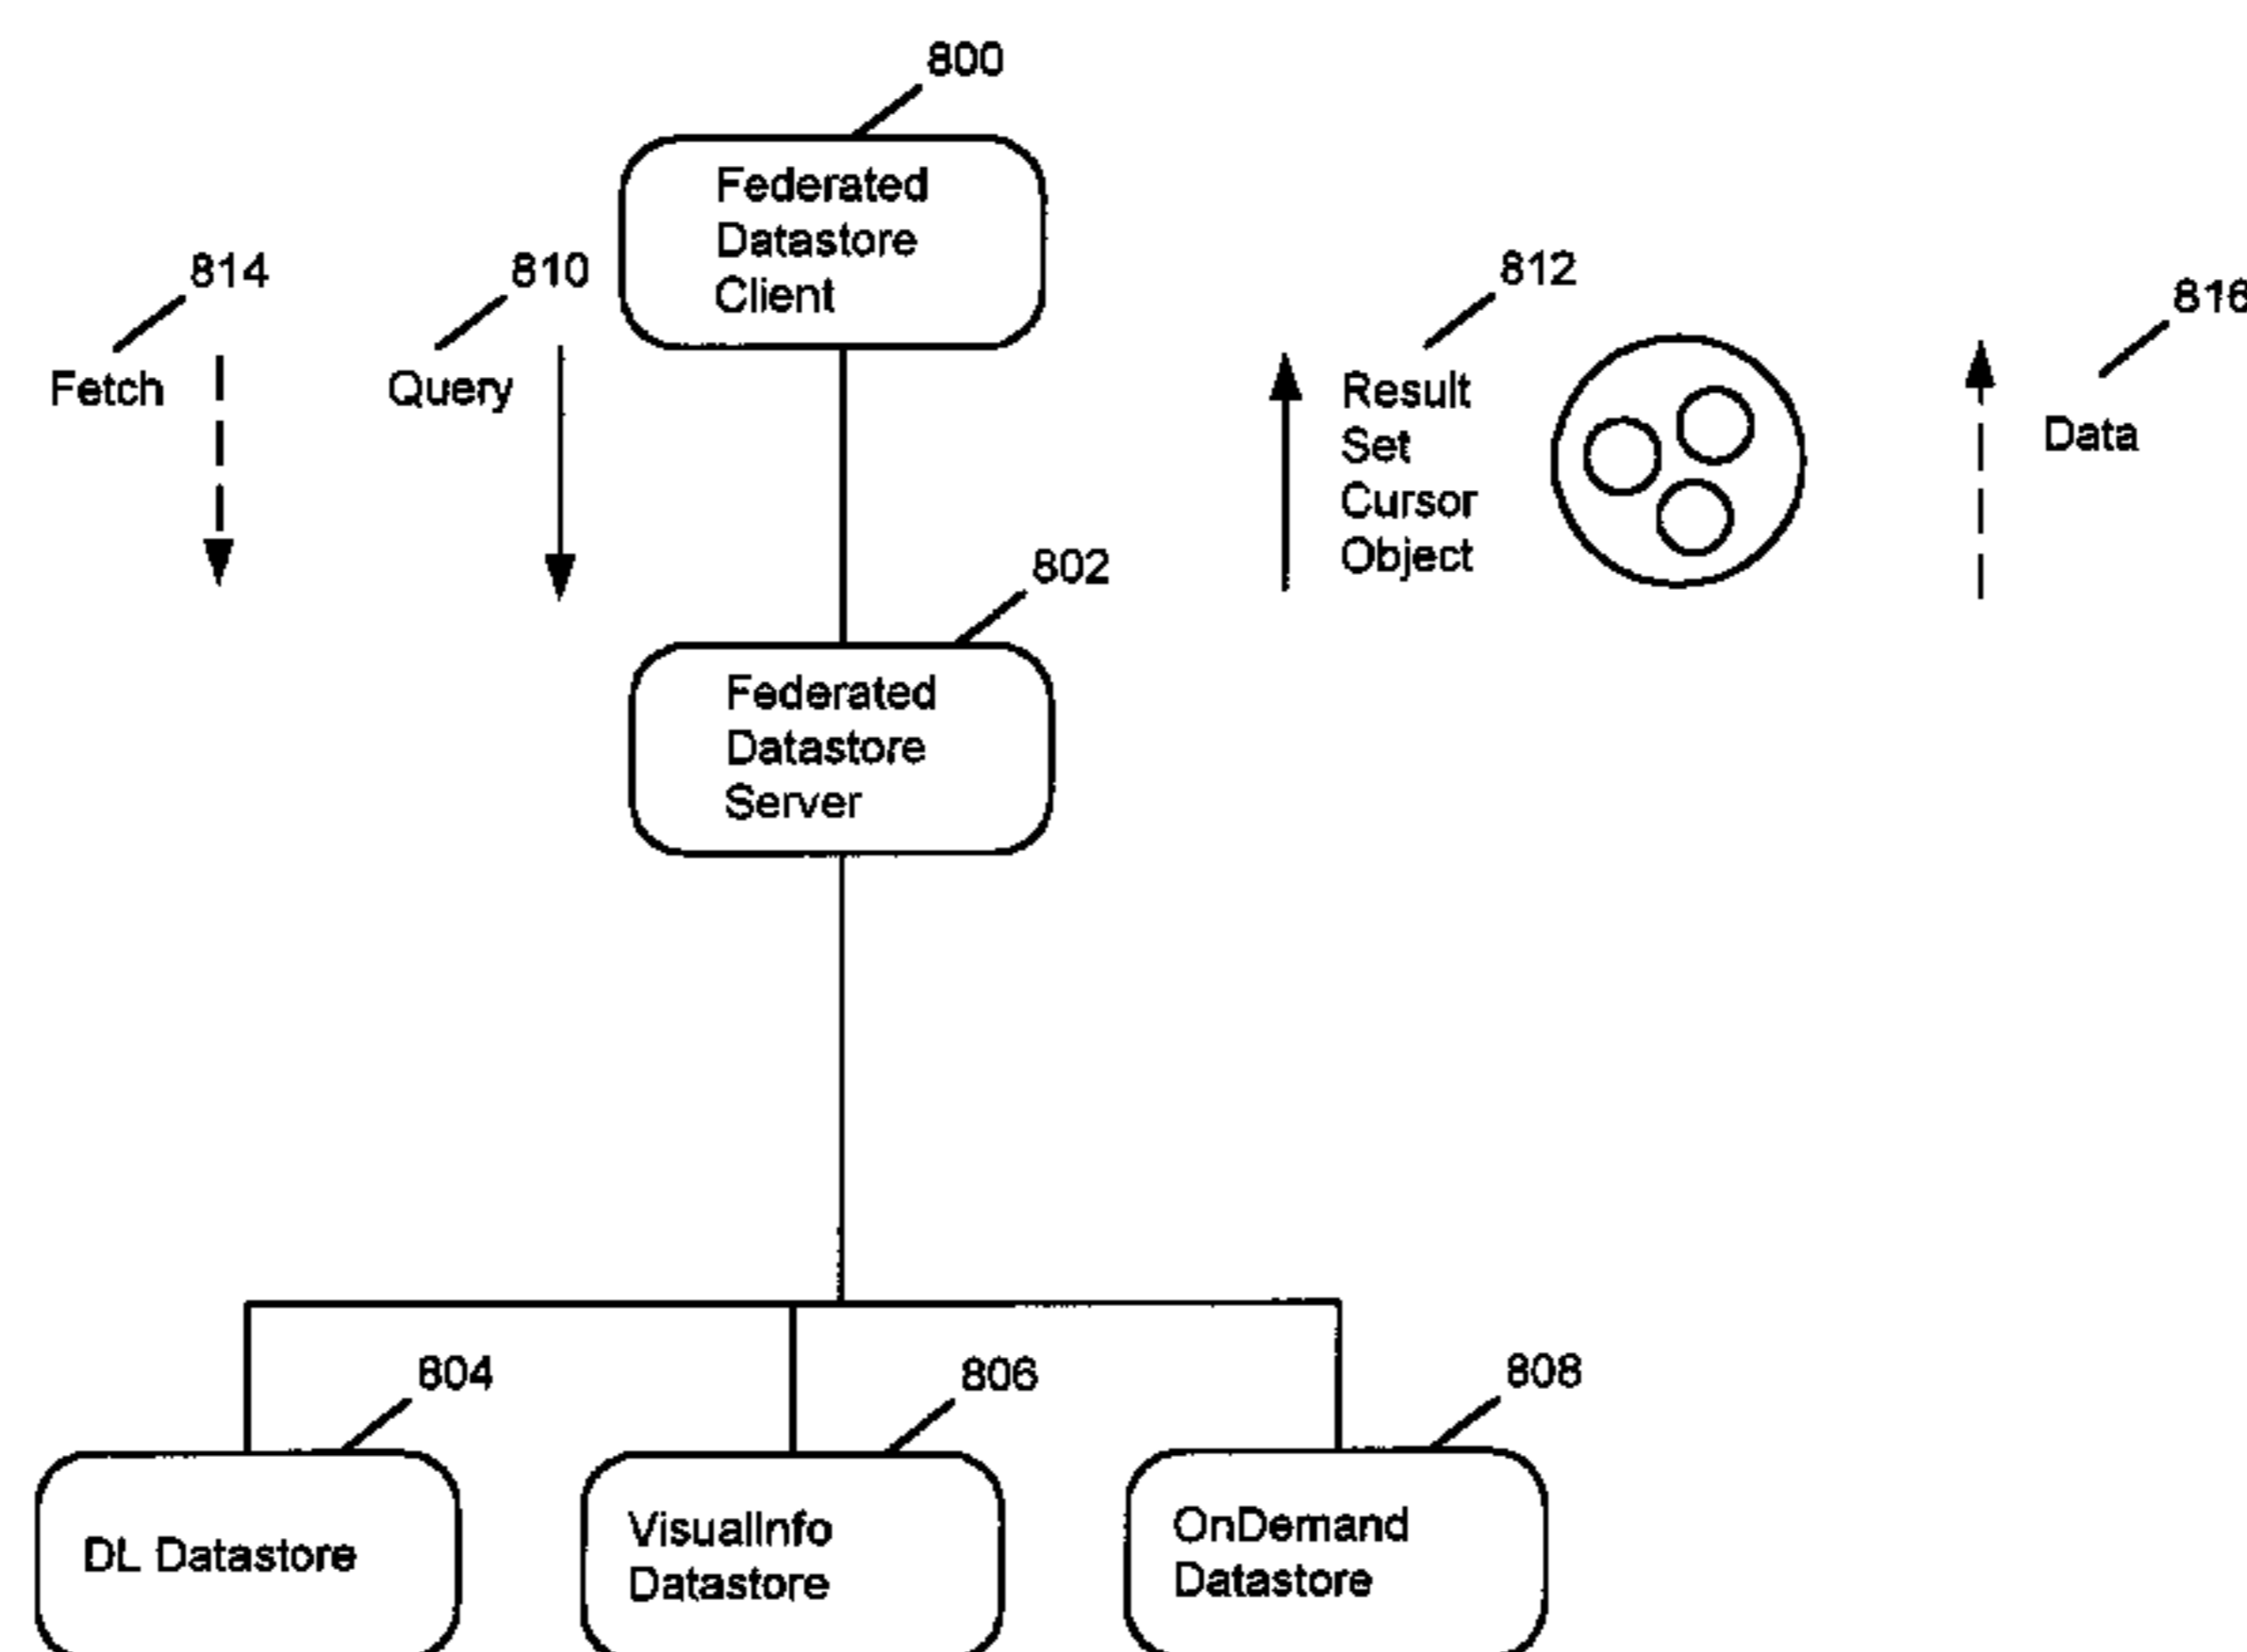 800
Federated
Datastore
Client
814
810
812
816
Fetch
Query
Result
Set
Cursor
Object
Data
802
Federated
Datastore
Server
804
806
808
DL Datastore
VisualInfo
Datastore
OnDemand
Datastore